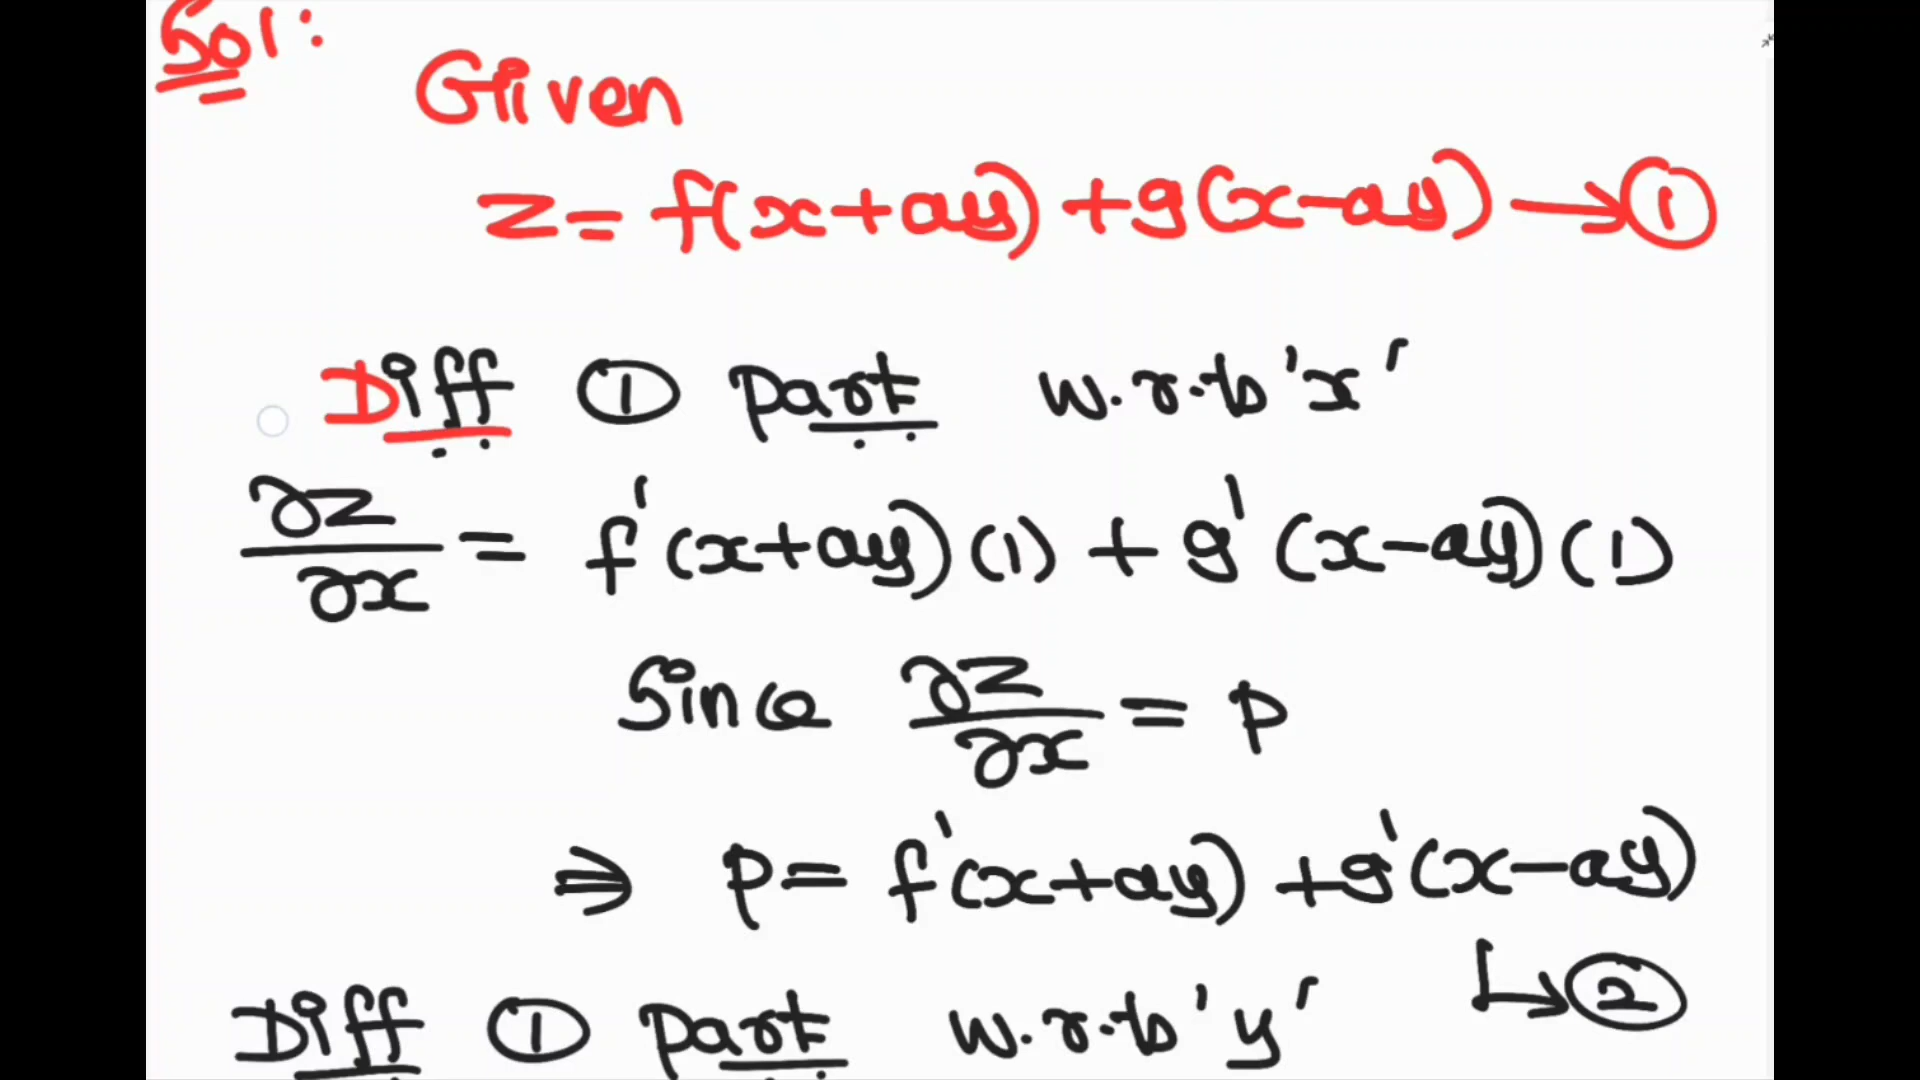 Sol:
Given
z = f(x+ay) + g(x-ay) → ①
Diff ① part w.r.to 'x'
∂z/∂x = f'(x+ay)(1) + g'(x-ay)(1)
Since ∂z/∂x = p
⇒ p = f'(x+ay) + g'(x-ay)
↳ ②
Diff ① part w.r.to 'y'